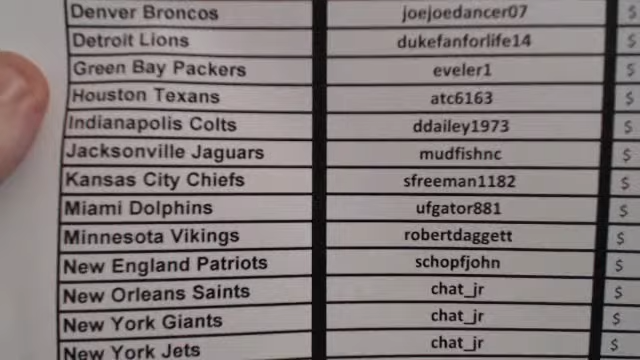 Denver Broncos joejoedancer07 $
Detroit Lions dukefanforlife14 $
Green Bay Packers eveler1 $
Houston Texans atc6163 $
Indianapolis Colts ddailey1973 $
Jacksonville Jaguars mudfishnc $
Kansas City Chiefs sfreeman1182 $
Miami Dolphins ufgator881 $
Minnesota Vikings robertdaggett $
New England Patriots schopfjohn $
New Orleans Saints chat_jr $
New York Giants chat_jr $
New York Jets chat_jr $